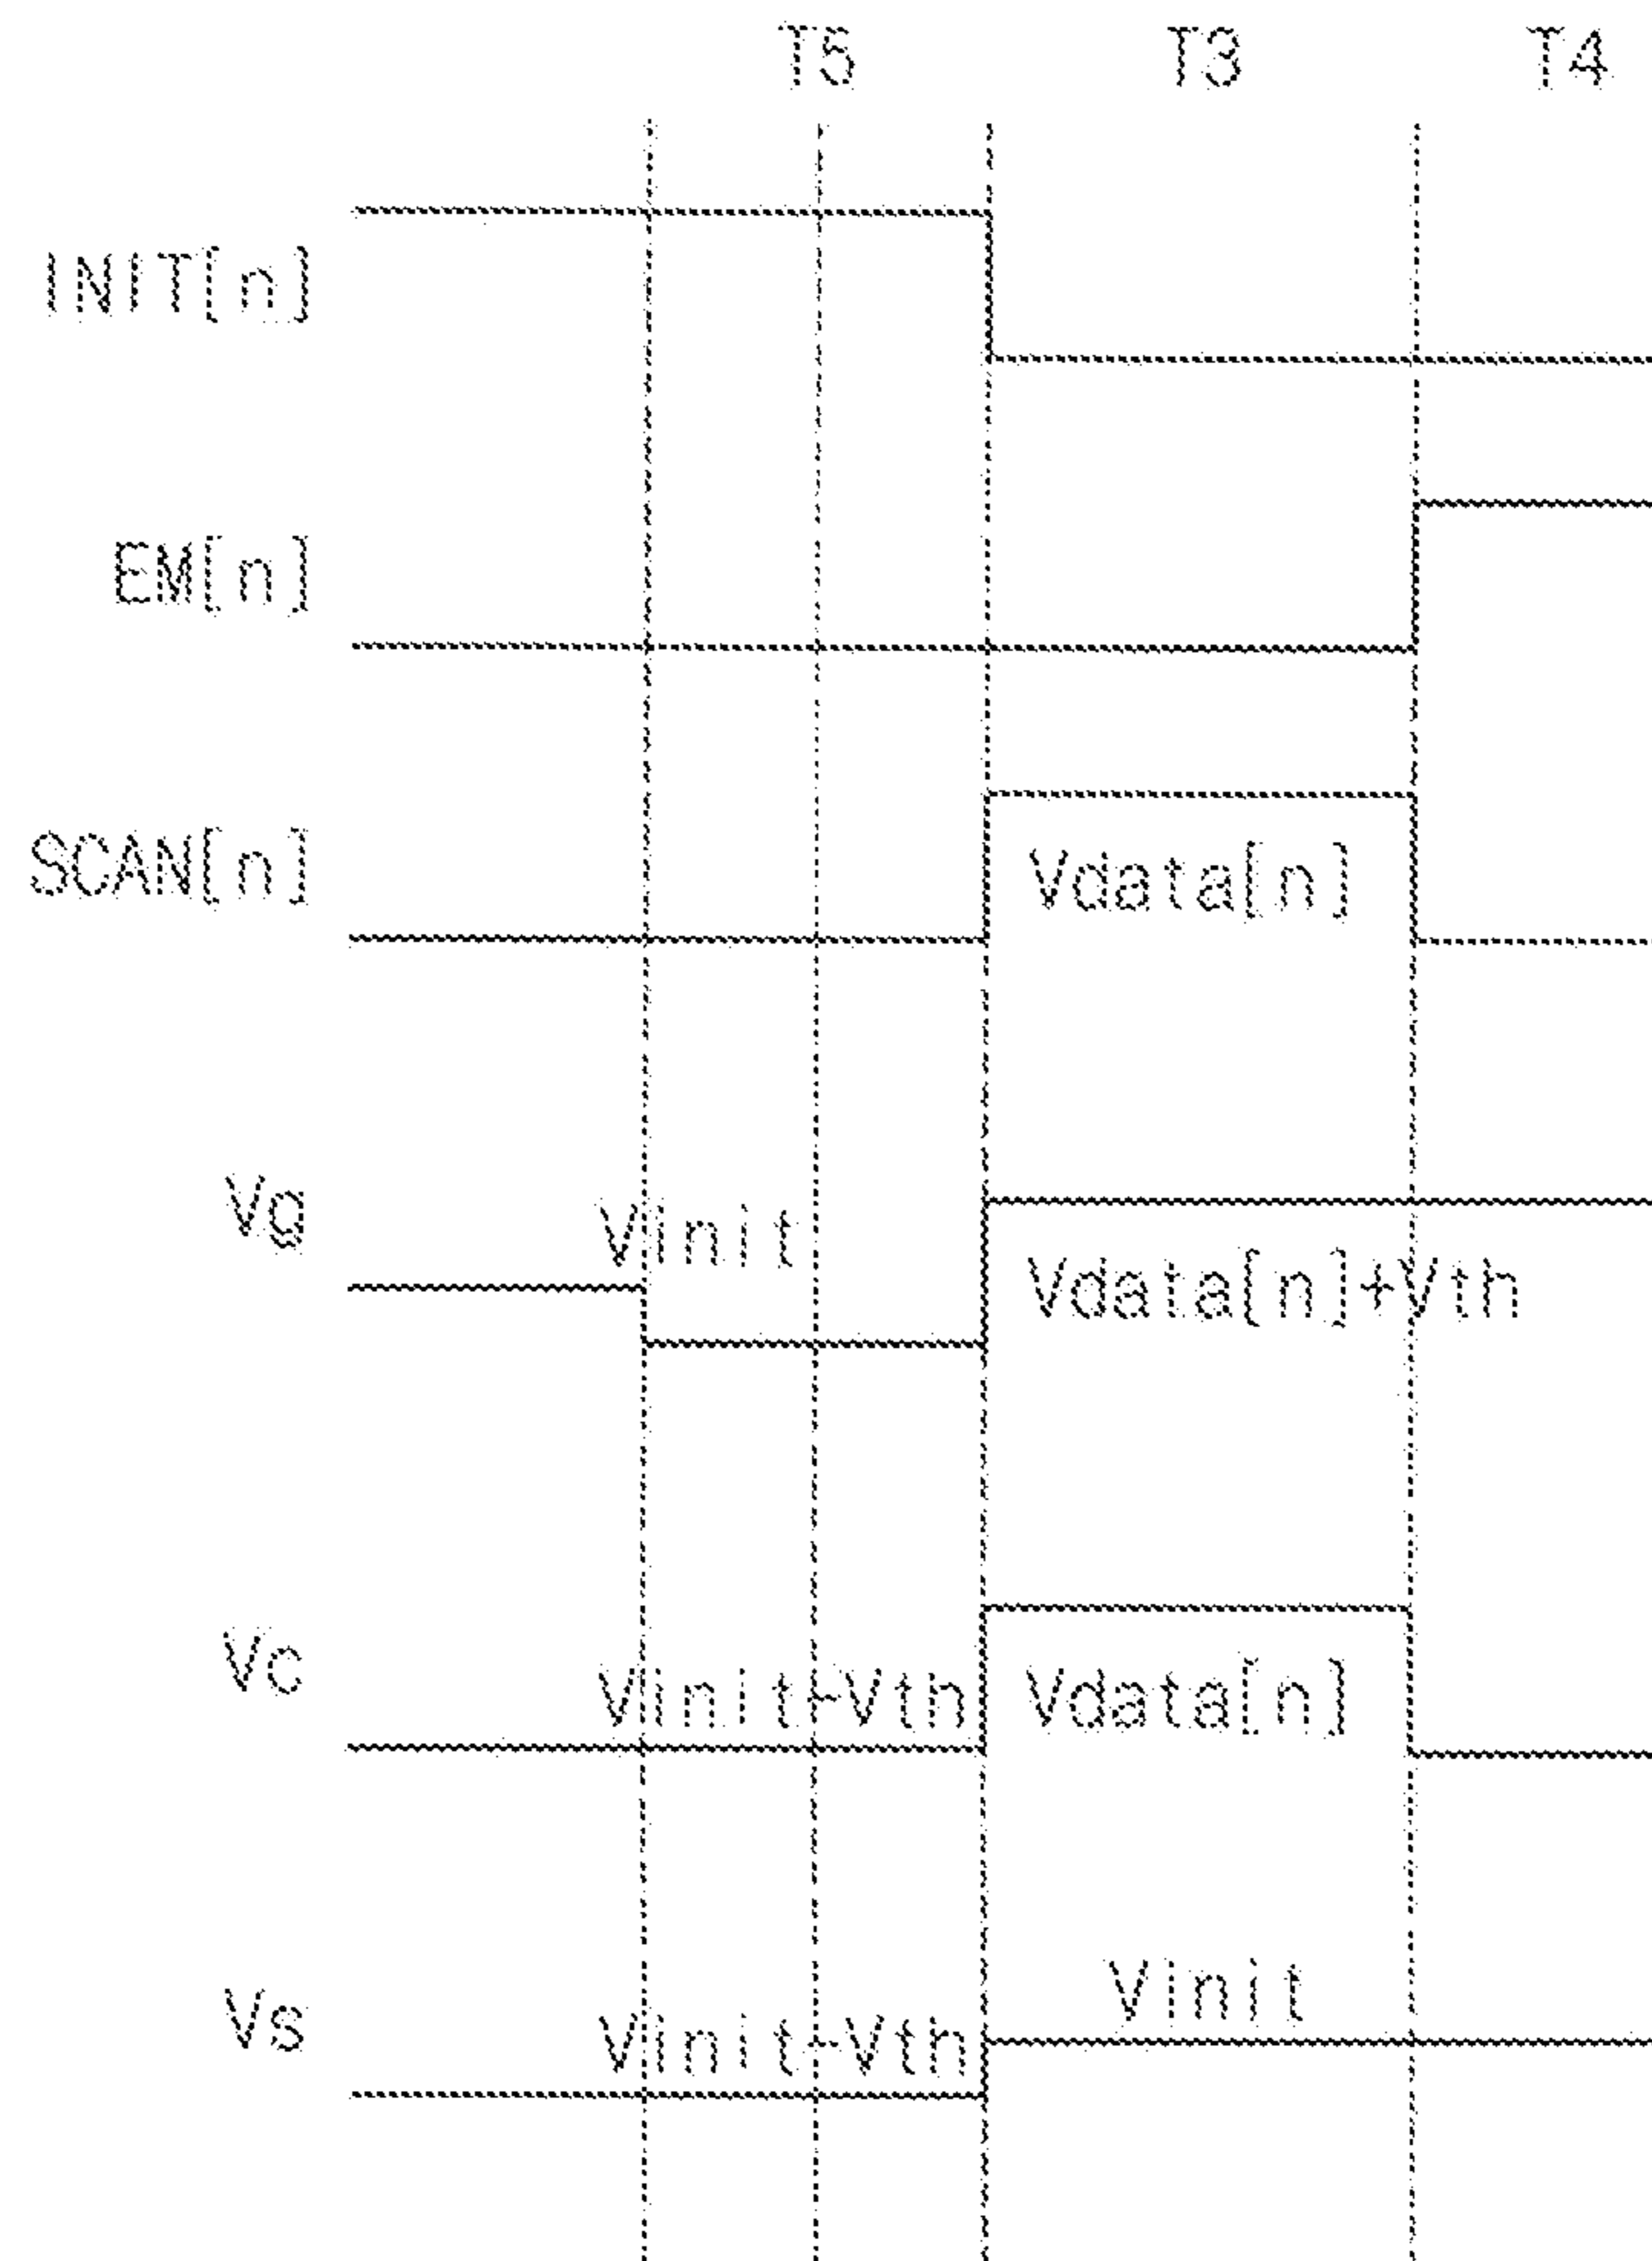 T5 T3 T4
INIT[n]
EM[n]
SCAN[n]
Vdata[n]
Vg
Vinit
Vdata[n]+Vth
Vc
Vinit-Vth
Vdata[n]
Vs
Vinit-Vth
Vinit